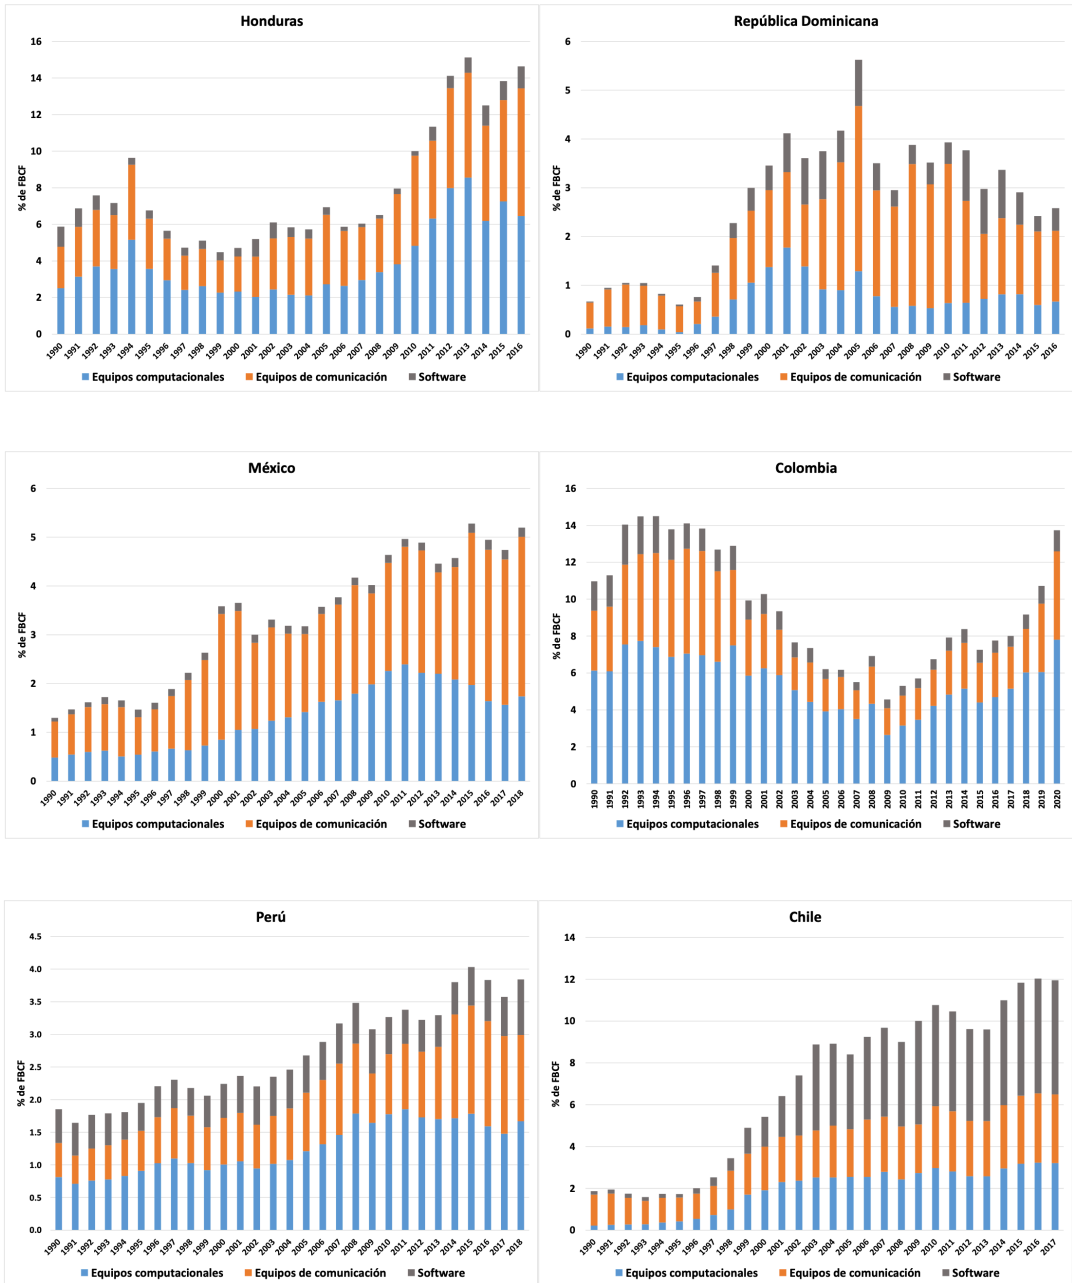 Honduras
% de FBCF
16
14
12
10
8
6
4
2
0
1990 1991 1992 1993 1994 1995 1996 1997 1998 1999 2000 2001 2002 2003 2004 2005 2006 2007 2008 2009 2010 2011 2012 2013 2014 2015 2016
Equipos computacionales Equipos de comunicación Software
República Dominicana
% de FBCF
6
5
4
3
2
1
0
1990 1991 1992 1993 1994 1995 1996 1997 1998 1999 2000 2001 2002 2003 2004 2005 2006 2007 2008 2009 2010 2011 2012 2013 2014 2015 2016
Equipos computacionales Equipos de comunicación Software
México
% de FBCF
6
5
4
3
2
1
0
1990 1991 1992 1993 1994 1995 1996 1997 1998 1999 2000 2001 2002 2003 2004 2005 2006 2007 2008 2009 2010 2011 2012 2013 2014 2015 2016 2017 2018
Equipos computacionales Equipos de comunicación Software
Colombia
% de FBCF
16
14
12
10
8
6
4
2
0
1990 1991 1992 1993 1994 1995 1996 1997 1998 1999 2000 2001 2002 2003 2004 2005 2006 2007 2008 2009 2010 2011 2012 2013 2014 2015 2016 2017 2018 2019 2020
Equipos computacionales Equipos de comunicación Software
Perú
% de FBCF
4.5
4.0
3.5
3.0
2.5
2.0
1.5
1.0
0.5
0.0
1990 1991 1992 1993 1994 1995 1996 1997 1998 1999 2000 2001 2002 2003 2004 2005 2006 2007 2008 2009 2010 2011 2012 2013 2014 2015 2016 2017 2018
Equipos computacionales Equipos de comunicación Software
Chile
% de FBCF
14
12
10
8
6
4
2
0
1990 1991 1992 1993 1994 1995 1996 1997 1998 1999 2000 2001 2002 2003 2004 2005 2006 2007 2008 2009 2010 2011 2012 2013 2014 2015 2016 2017
Equipos computacionales Equipos de comunicación Software